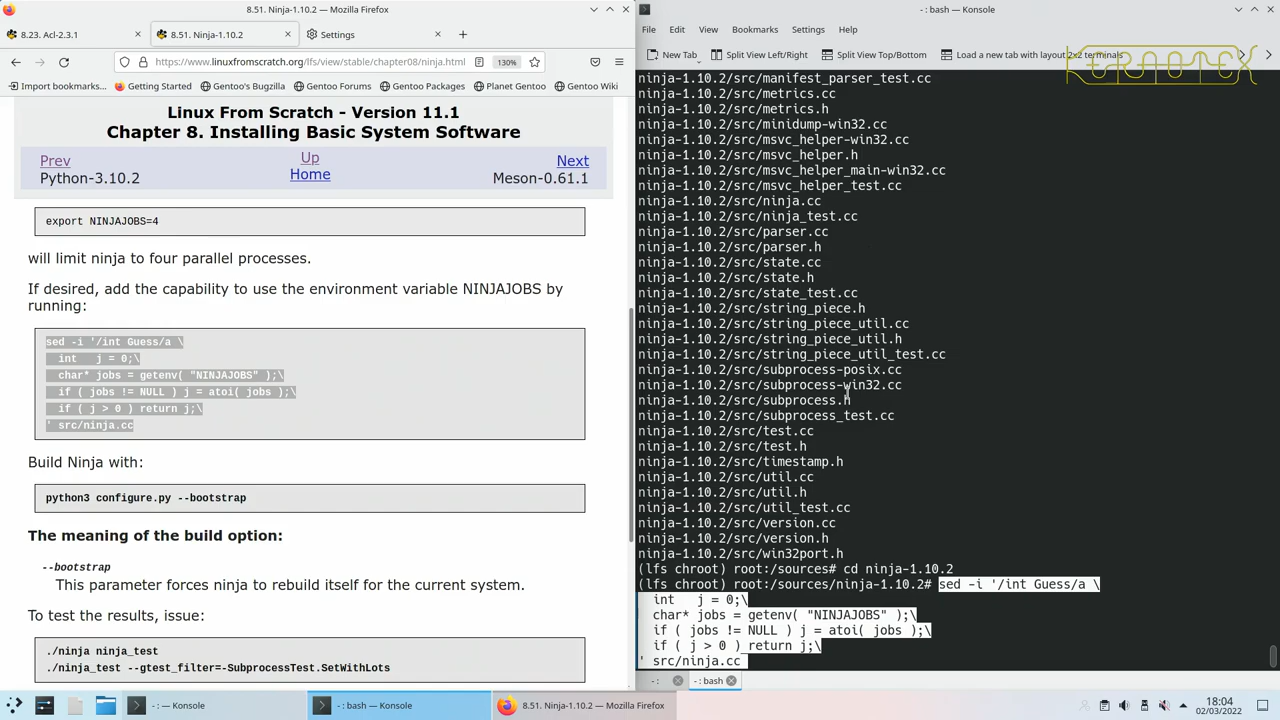 8.51. Ninja-1.10.2 — Mozilla Firefox
8.23. Acl-2.3.1
8.51. Ninja-1.10.2
Settings
https://www.linuxfromscratch.org/lfs/view/stable/chapter08/ninja.html
130%
Import bookmarks...
Getting Started
Gentoo's Bugzilla
Gentoo Forums
Gentoo Packages
Planet Gentoo
Gentoo Wiki
Linux From Scratch - Version 11.1
Chapter 8. Installing Basic System Software
Prev
Up
Next
Python-3.10.2
Home
Meson-0.61.1
export NINJAJOBS=4
will limit ninja to four parallel processes.
If desired, add the capability to use the environment variable NINJAJOBS by
running:
sed -i '/int Guess/a \
  int   j = 0;\
  char* jobs = getenv( "NINJAJOBS" );\
  if ( jobs != NULL ) j = atoi( jobs );\
  if ( j > 0 ) return j;\
' src/ninja.cc
Build Ninja with:
python3 configure.py --bootstrap
The meaning of the build option:
--bootstrap
This parameter forces ninja to rebuild itself for the current system.
To test the results, issue:
./ninja ninja_test
./ninja_test --gtest_filter=-SubprocessTest.SetWithLots
- : bash — Konsole
File
Edit
View
Bookmarks
Settings
Help
New Tab
Split View Left/Right
Split View Top/Bottom
Load a new tab with layout 2x2 terminals
KERNOTEX
ninja-1.10.2/src/manifest_parser_test.cc
ninja-1.10.2/src/metrics.cc
ninja-1.10.2/src/metrics.h
ninja-1.10.2/src/minidump-win32.cc
ninja-1.10.2/src/msvc_helper-win32.cc
ninja-1.10.2/src/msvc_helper.h
ninja-1.10.2/src/msvc_helper_main-win32.cc
ninja-1.10.2/src/msvc_helper_test.cc
ninja-1.10.2/src/ninja.cc
ninja-1.10.2/src/ninja_test.cc
ninja-1.10.2/src/parser.cc
ninja-1.10.2/src/parser.h
ninja-1.10.2/src/state.cc
ninja-1.10.2/src/state.h
ninja-1.10.2/src/state_test.cc
ninja-1.10.2/src/string_piece.h
ninja-1.10.2/src/string_piece_util.cc
ninja-1.10.2/src/string_piece_util.h
ninja-1.10.2/src/string_piece_util_test.cc
ninja-1.10.2/src/subprocess-posix.cc
ninja-1.10.2/src/subprocess-win32.cc
ninja-1.10.2/src/subprocess.h
ninja-1.10.2/src/subprocess_test.cc
ninja-1.10.2/src/test.cc
ninja-1.10.2/src/test.h
ninja-1.10.2/src/timestamp.h
ninja-1.10.2/src/util.cc
ninja-1.10.2/src/util.h
ninja-1.10.2/src/util_test.cc
ninja-1.10.2/src/version.cc
ninja-1.10.2/src/version.h
ninja-1.10.2/src/win32port.h
(lfs chroot) root:/sources# cd ninja-1.10.2
(lfs chroot) root:/sources/ninja-1.10.2# sed -i '/int Guess/a \
  int   j = 0;\
  char* jobs = getenv( "NINJAJOBS" );\
  if ( jobs != NULL ) j = atoi( jobs );\
  if ( j > 0 ) return j;\
' src/ninja.cc
- :
- : bash
- : — Konsole
- : bash — Konsole
8.51. Ninja-1.10.2 — Mozilla Firefox
18:04
02/03/2022